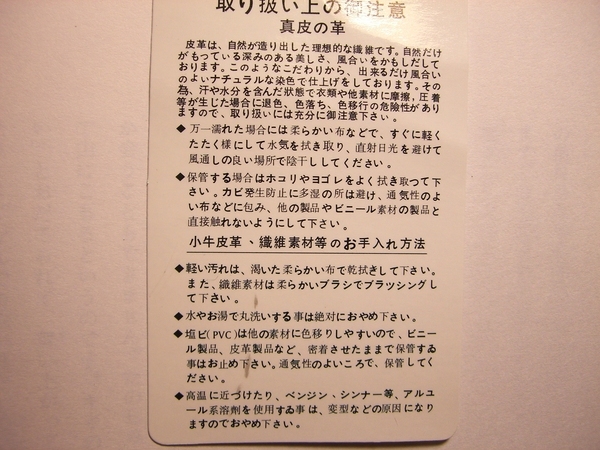 取り扱い上の御注意
真皮の革
皮革は、自然が造り出した理想的な繊維です。自然だけ
がもっている深みのある美しさ、風合いをかもしだして
おります。このようなこだわりから、出来るだけ風合い
のよいナチュラルな染色で仕上げをしております。その
為、汗や水分を含んだ状態で衣類や他素材に摩擦，圧着
等が生じた場合に退色、色落ち、色移行の危険性があり
ますので、取り扱いには充分に御注意下さい。
◆万一濡れた場合には柔らかい布などで、すぐに軽く
たたく様にして水気を拭き取り、直射日光を避けて
風通しの良い場所で陰干ししてください。
◆保管する場合はホコリやヨゴレをよく拭き取つて下
さい。カビ発生防止に多湿の所は避け、通気性のよ
い布などに包み、他の製品やビニール素材の製品と
直接触れないようにして下さい。
小牛皮革、繊維素材等のお手入れ方法
◆軽い汚れは、渇いた柔らかい布で乾拭ぎして下さい。
また、繊維素材は柔らかいブラシでブラッシングし
て下さい。
◆水やお湯で丸洗いする事は絶対におやめ下さい。
◆塩ビ(PVC)は他の素材に色移りしやすいので、ビニー
ル製品、皮革製品など、密着させたままで保管するゐ
事はお止め下さい。通気性のよいころで、保管してく
ださい。
◆高温に近づけたり、ベンジン、シンナー等、アルユ
ール系溶剤を使用すゐ事は、変型などの原因になり
ますのでおやめ下さい。